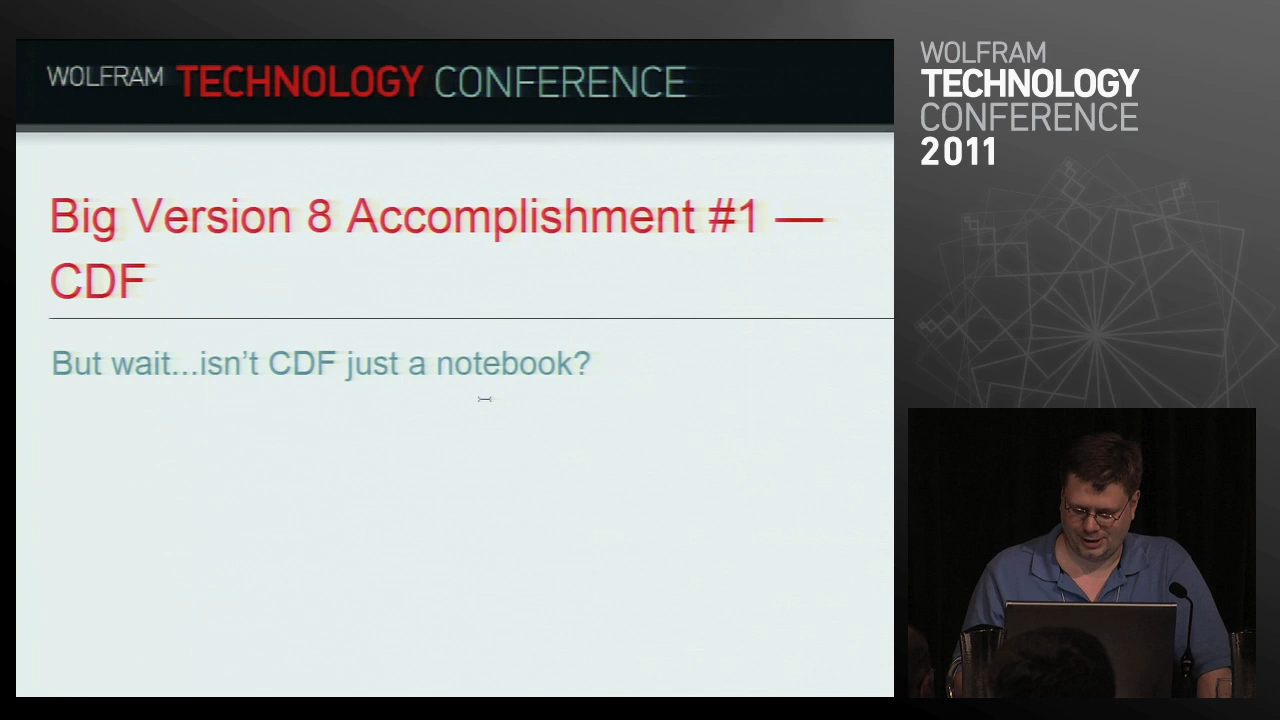 WOLFRAM TECHNOLOGY CONFERENCE
Big Version 8 Accomplishment #1 —
CDF
But wait...isn't CDF just a notebook?
WOLFRAM
TECHNOLOGY
CONFERENCE
2011